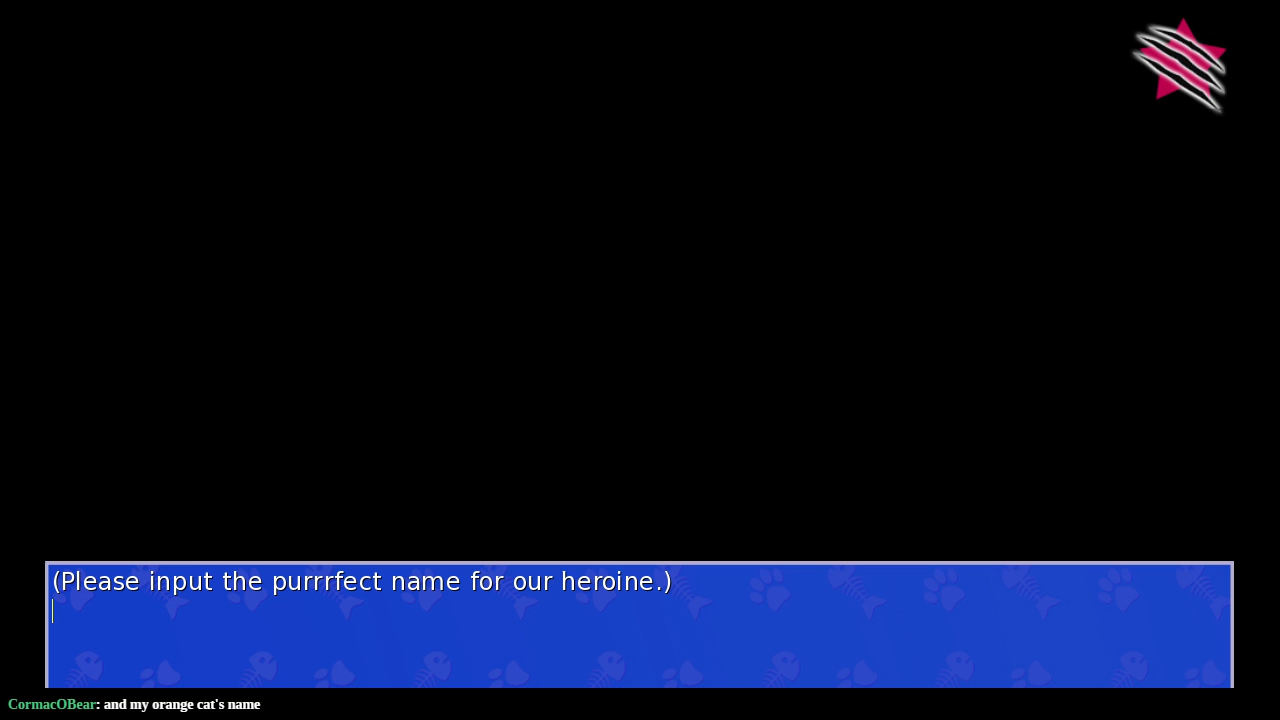 (Please input the purrrfect name for our heroine.)
CormacOBear: and my orange cat's name